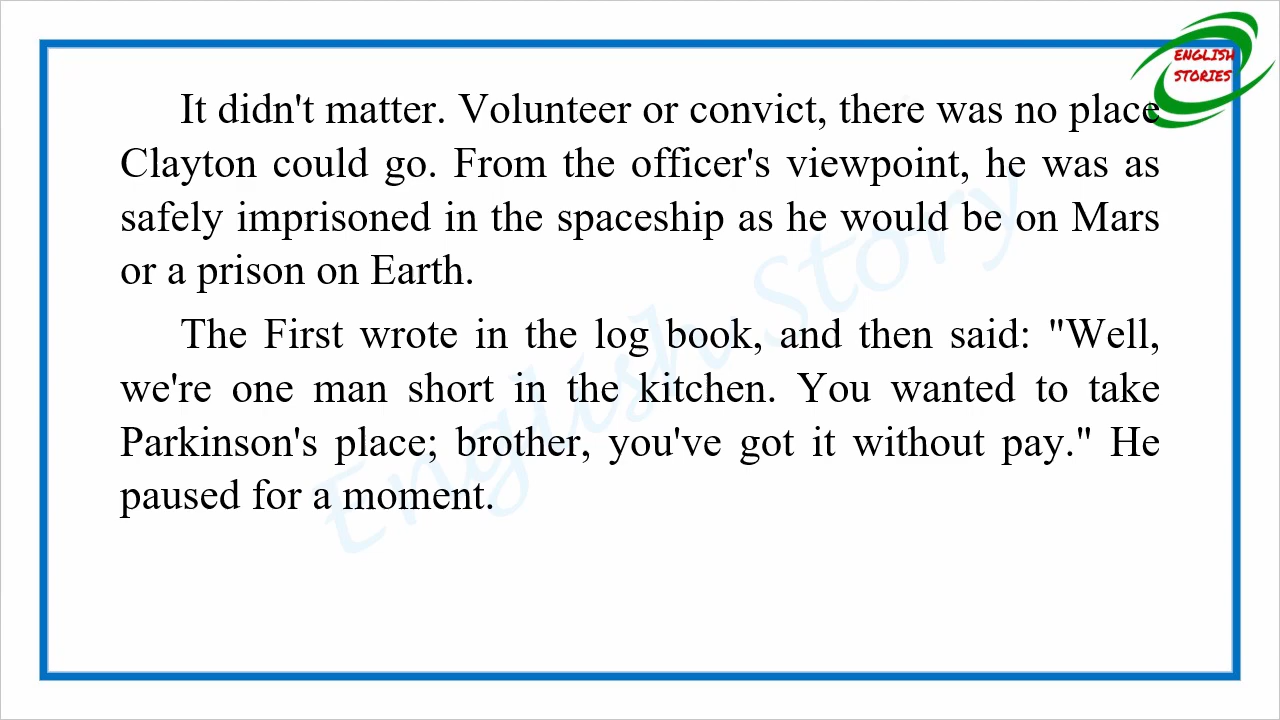 ENGLISH
STORIES
It didn't matter. Volunteer or convict, there was no place
Clayton could go. From the officer's viewpoint, he was as
safely imprisoned in the spaceship as he would be on Mars
or a prison on Earth.
The First wrote in the log book, and then said: "Well,
we're one man short in the kitchen. You wanted to take
Parkinson's place; brother, you've got it without pay." He
paused for a moment.
English Story